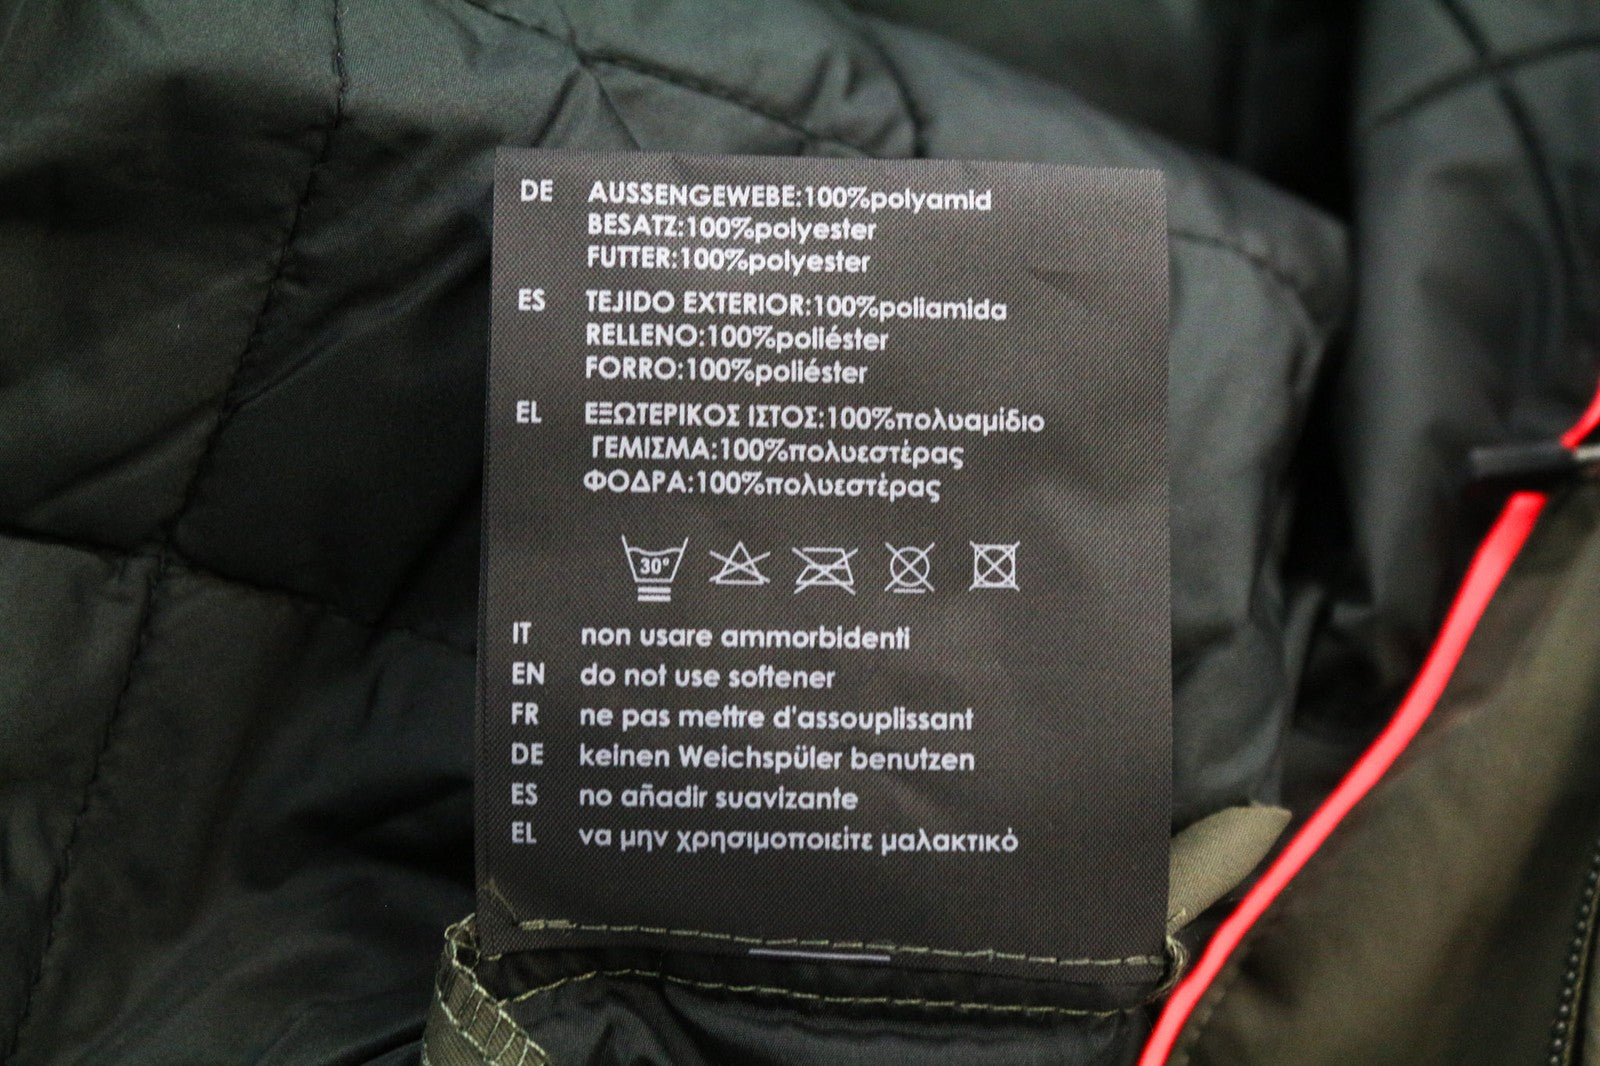 DE AUSSENGEWEBE:100%polyamid
BESATZ:100%polyester
FUTTER:100%polyester
ES TEJIDO EXTERIOR:100%poliamida
RELLENO:100%poliéster
FORRO:100%poliéster
EL ΕΞΩΤΕΡΙΚΟΣ ΙΣΤΟΣ:100%πολυαμίδιο
ΓΕΜΙΣΜΑ:100%πολυεστέρας
ΦΟΔΡΑ:100%πολυεστέρας
30°
IT non usare ammorbidenti
EN do not use softener
FR ne pas mettre d'assouplissant
DE keinen Weichspüler benutzen
ES no añadir suavizante
EL να μην χρησιμοποιείτε μαλακτικό